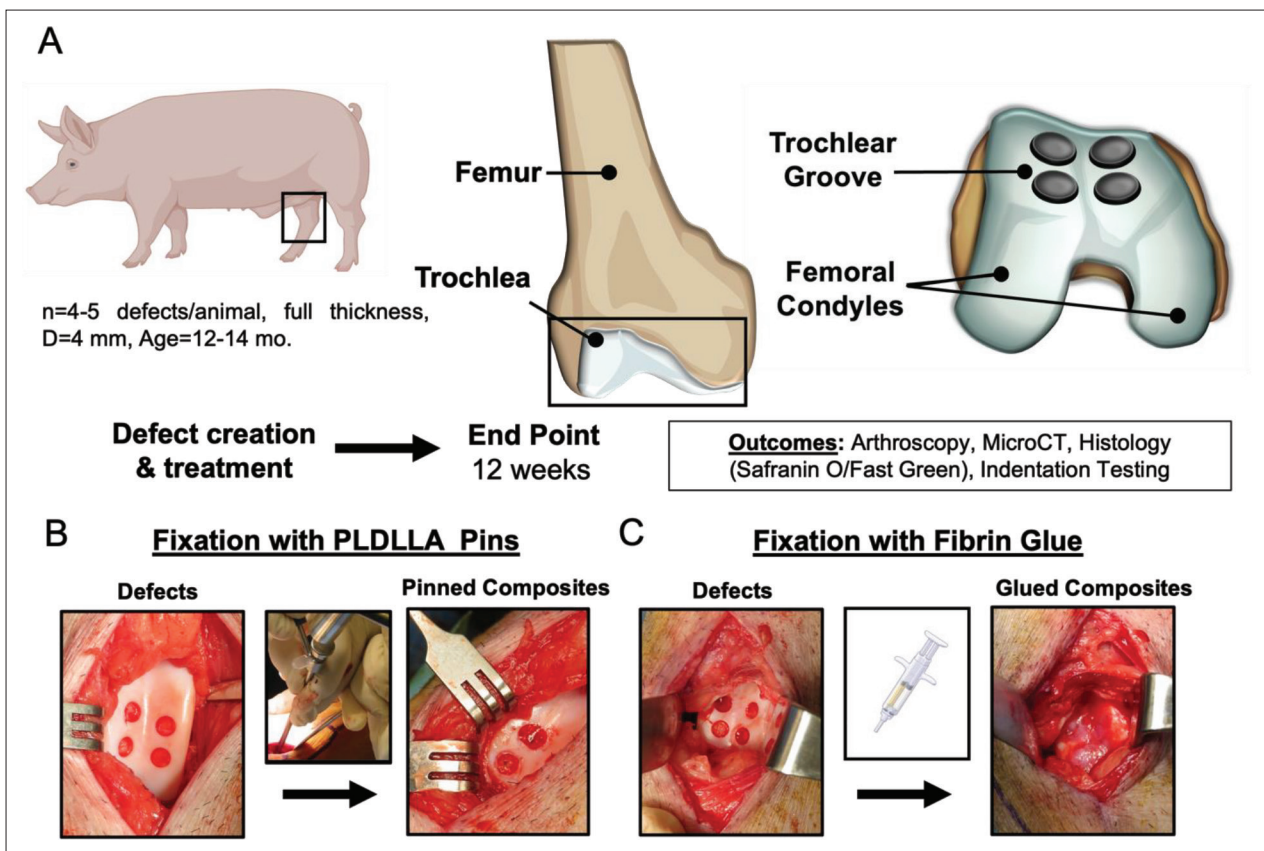 A
Femur
Trochlea
Trochlear
Groove
Femoral
Condyles
n=4-5 defects/animal, full thickness,
D=4 mm, Age=12-14 mo.
Defect creation
& treatment
End Point
12 weeks
Outcomes: Arthroscopy, MicroCT, Histology
(Safranin O/Fast Green), Indentation Testing
B
Fixation with PLDLLA Pins
Defects
Pinned Composites
C
Fixation with Fibrin Glue
Defects
Glued Composites